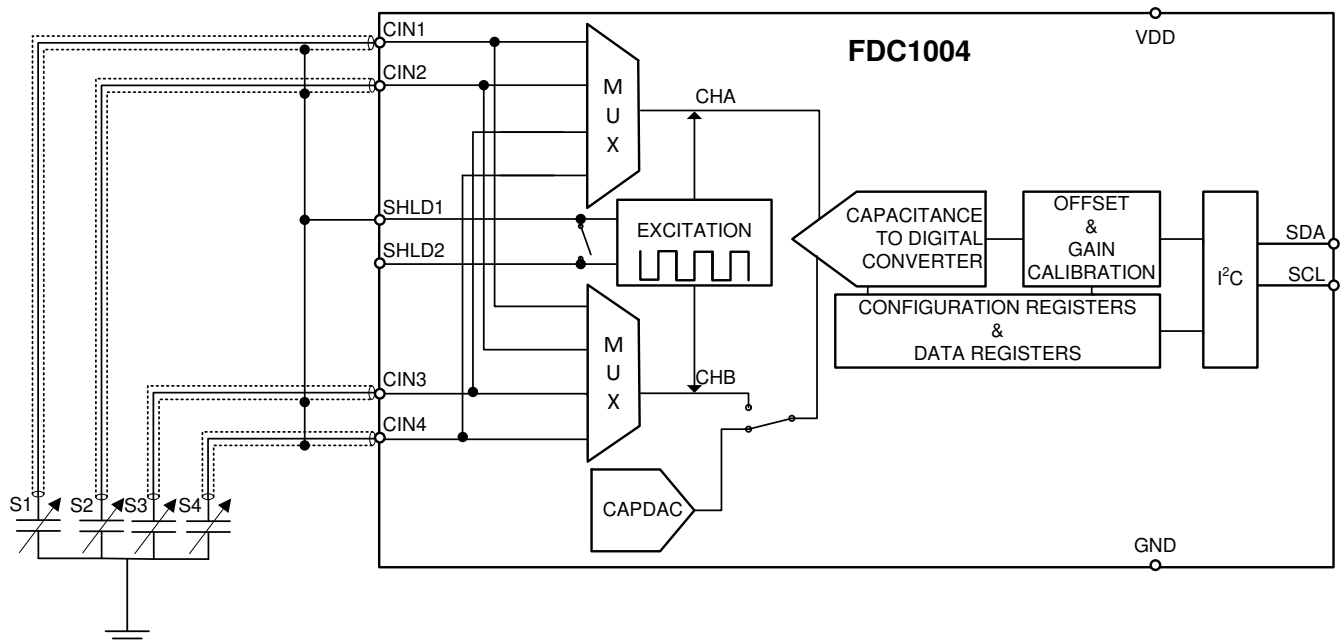 FDC1004
VDD
CIN1
CIN2
M
U
X
CHA
SHLD1
SHLD2
EXCITATION
CAPACITANCE
TO DIGITAL
CONVERTER
OFFSET
&
GAIN
CALIBRATION
I²C
SDA
SCL
CONFIGURATION REGISTERS
&
DATA REGISTERS
M
U
X
CHB
CIN3
CIN4
CAPDAC
S1
S2
S3
S4
GND